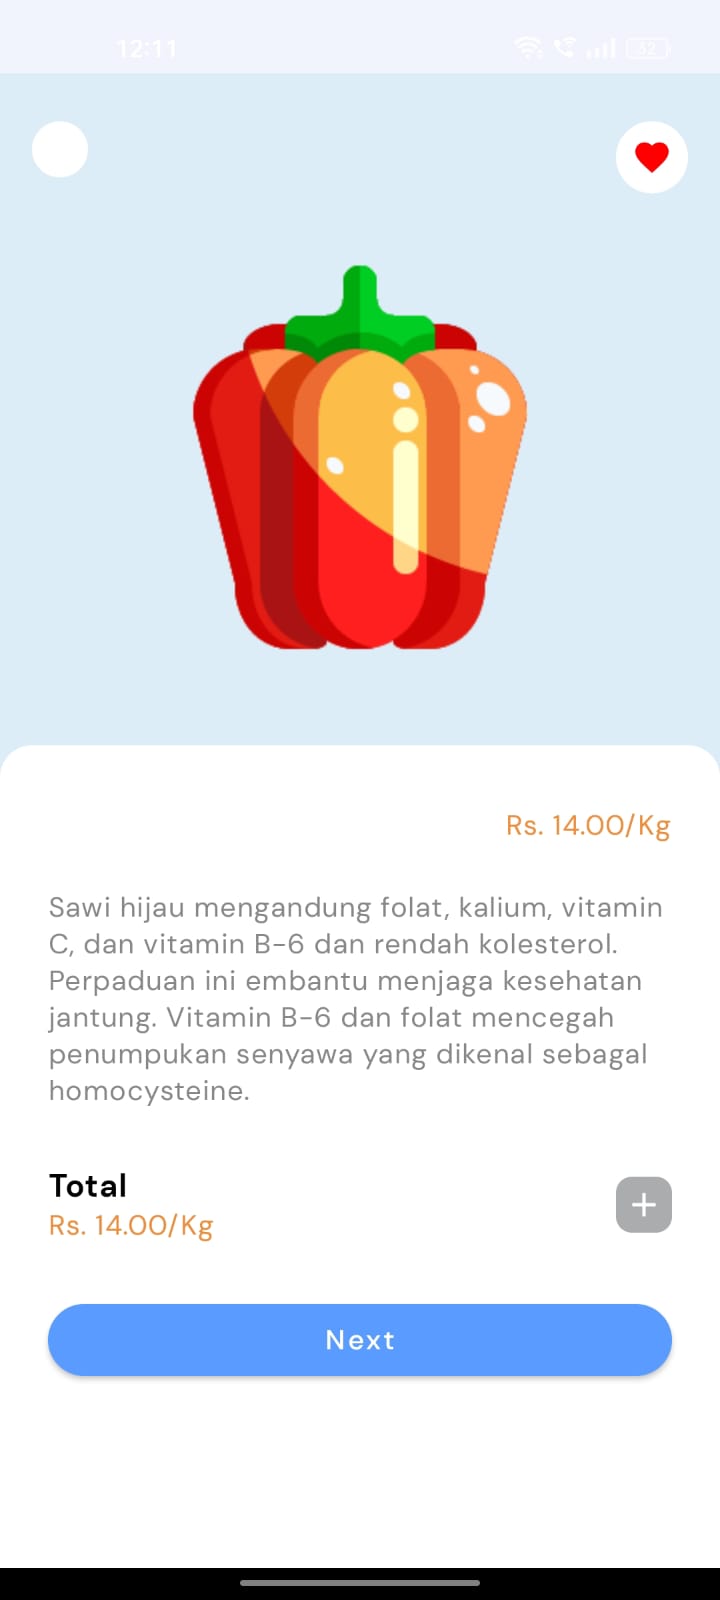 12:11
62
Rs. 14.00/Kg
Sawi hijau mengandung folat, kalium, vitamin
C, dan vitamin B-6 dan rendah kolesterol.
Perpaduan ini embantu menjaga kesehatan
jantung. Vitamin B-6 dan folat mencegah
penumpukan senyawa yang dikenal sebagal
homocysteine.
Total
Rs. 14.00/Kg
Next